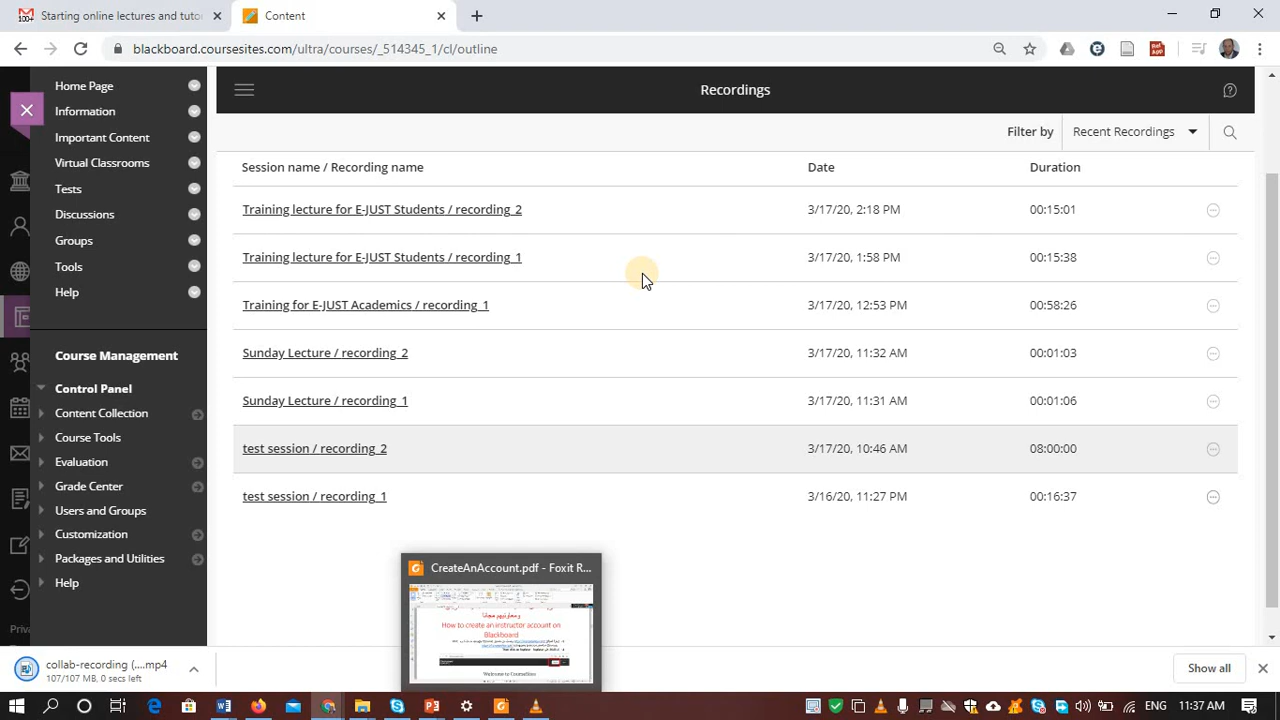 Starting online lectures and tuto
Content
blackboard.coursesites.com/ultra/courses/_514345_1/cl/outline
Home Page
Information
Important Content
Virtual Classrooms
Tests
Discussions
Groups
Tools
Help
Course Management
Control Panel
Content Collection
Course Tools
Evaluation
Grade Center
Users and Groups
Customization
Packages and Utilities
Help
Recordings
Filter by Recent Recordings
Session name / Recording name Date Duration
Training lecture for E-JUST Students / recording_2 3/17/20, 2:18 PM 00:15:01
Training lecture for E-JUST Students / recording_1 3/17/20, 1:58 PM 00:15:38
Training for E-JUST Academics / recording_1 3/17/20, 12:53 PM 00:58:26
Sunday Lecture / recording_2 3/17/20, 11:32 AM 00:01:03
Sunday Lecture / recording_1 3/17/20, 11:31 AM 00:01:06
test session / recording_2 3/17/20, 10:46 AM 08:00:00
test session / recording_1 3/16/20, 11:27 PM 00:16:37
CreateAnAccount.pdf - Foxit R...
How to create an instructor account on
Blackboard
collab-recording (....mp4
107/107 MB, 0 secs left
Show all
ENG 11:37 AM